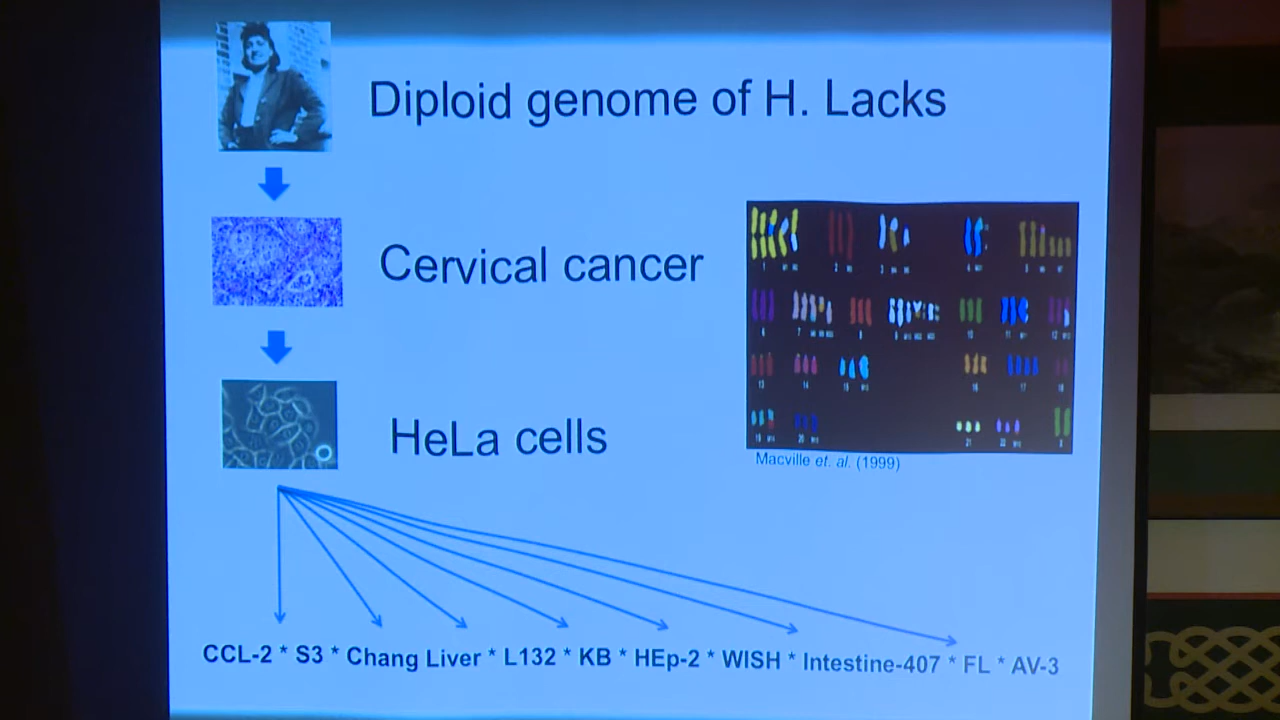 Diploid genome of H. Lacks
Cervical cancer
HeLa cells
Macville et. al. (1999)
CCL-2 * S3 * Chang Liver * L132 * KB * HEp-2 * WISH * Intestine-407 * FL * AV-3